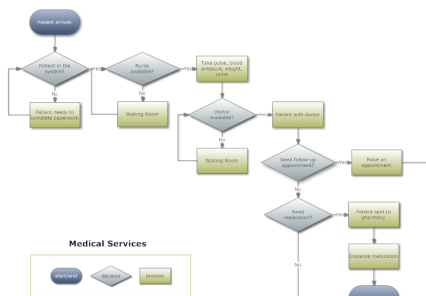 Patient arrives
Patient in the
system?
Yes
Nurse
available?
Yes
Take pulse, blood
pressure, weight,
urine
No
No
Patient needs to
complete paperwork
Waiting Room
Doctor
available?
Yes
Patient with doctor
No
Waiting Room
Need follow-up
appointment?
Yes
Make an
appointment
No
Need
medication?
Yes
Patient sent to
pharmacy
Dispense medication
No
Medical Services
start/end
decision
process